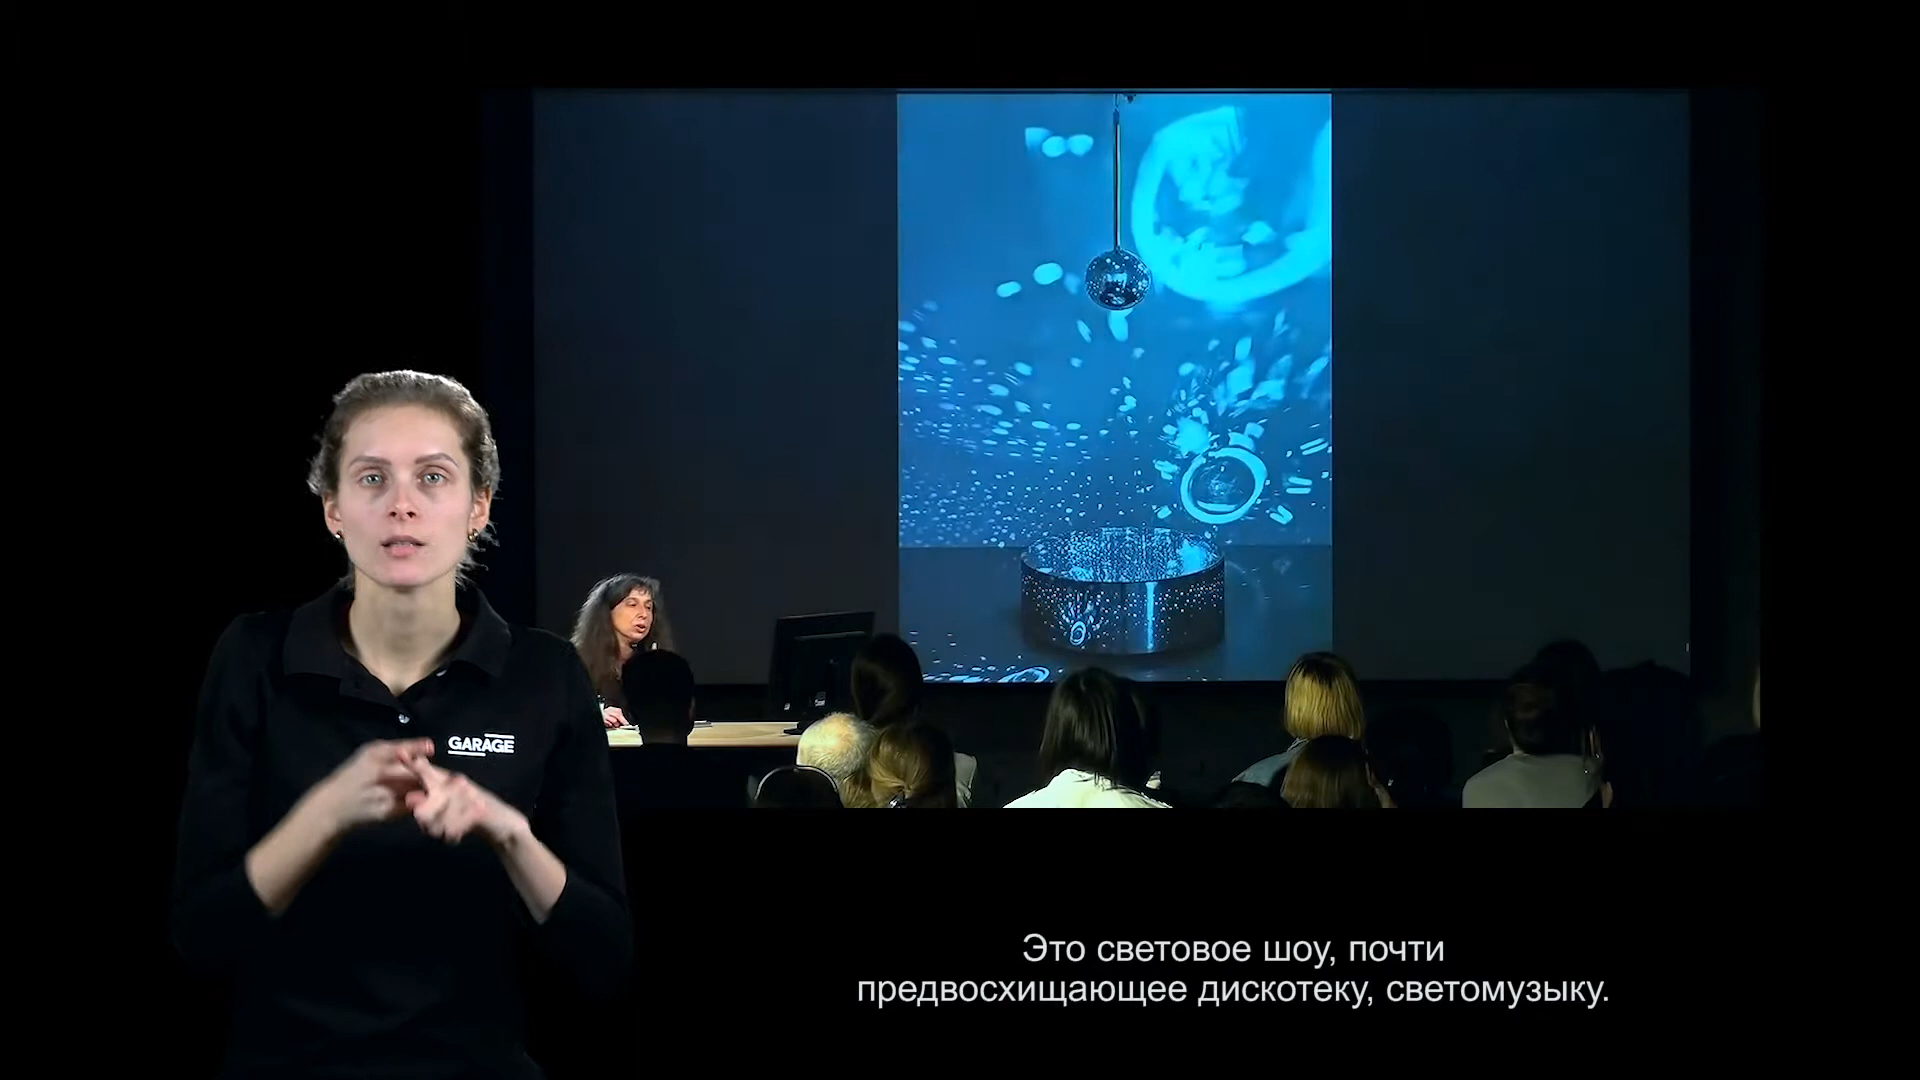 GARAGE
Это световое шоу, почти
предвосхищающее дискотеку, светомузыку.